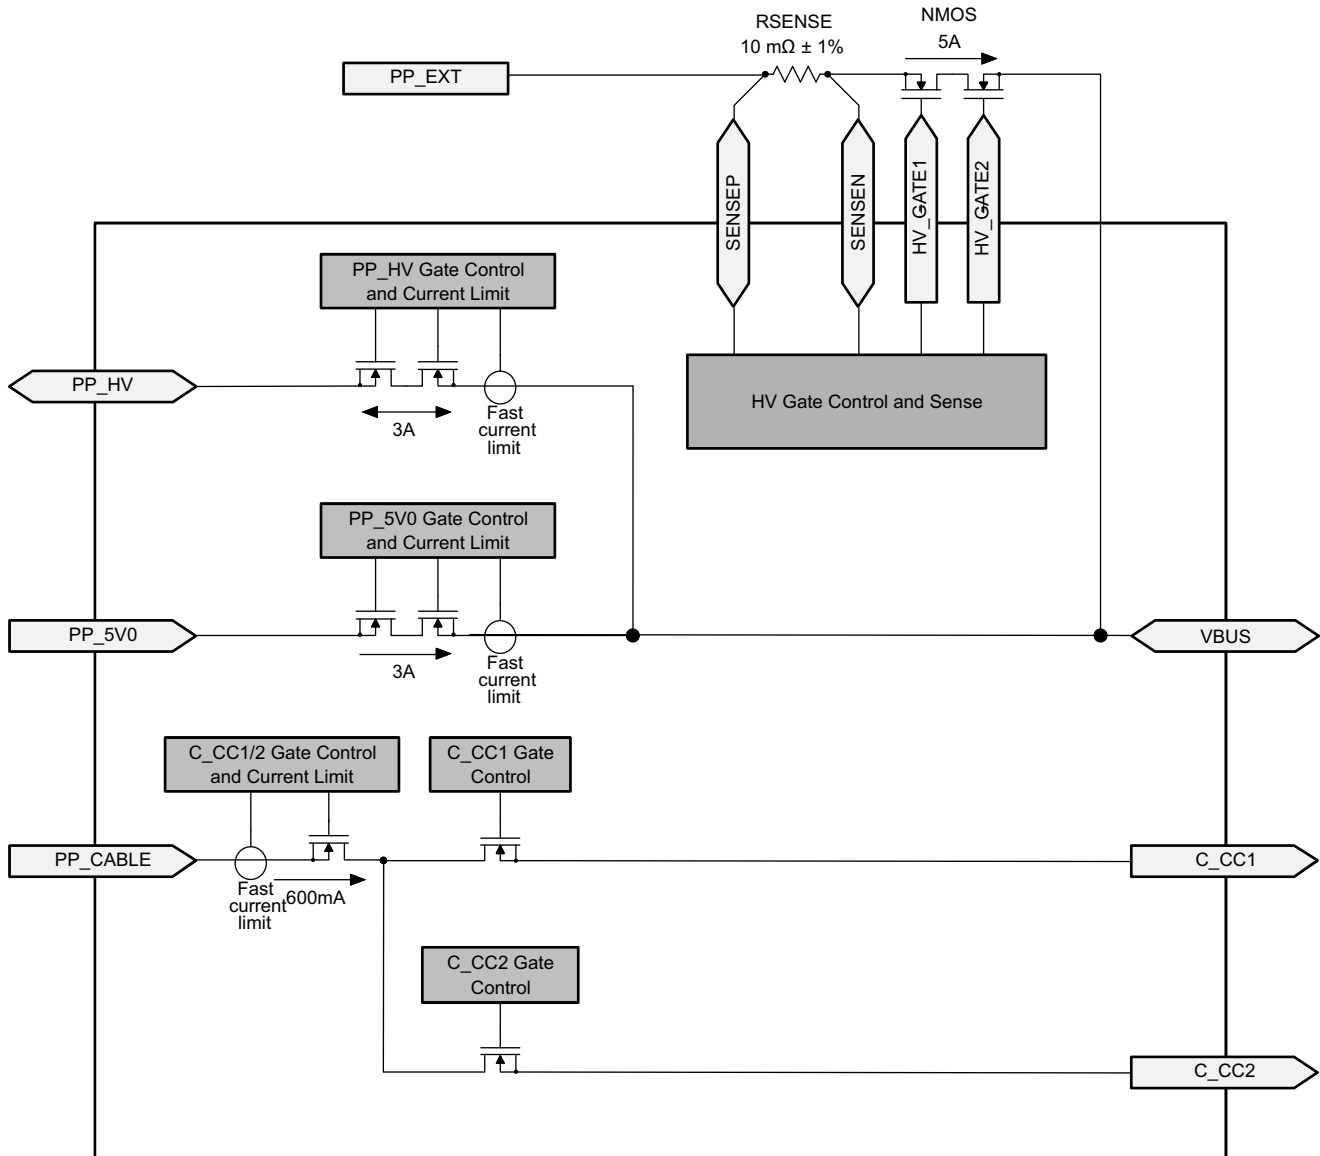 RSENSE
10 mΩ ± 1%
NMOS
5A
PP_EXT
SENSEP
SENSEN
HV_GATE1
HV_GATE2
PP_HV Gate Control
and Current Limit
PP_HV
3A
Fast
current
limit
HV Gate Control and Sense
PP_5V0 Gate Control
and Current Limit
PP_5V0
3A
Fast
current
limit
VBUS
C_CC1/2 Gate Control
and Current Limit
C_CC1 Gate
Control
PP_CABLE
Fast
current
limit
600mA
C_CC1
C_CC2 Gate
Control
C_CC2